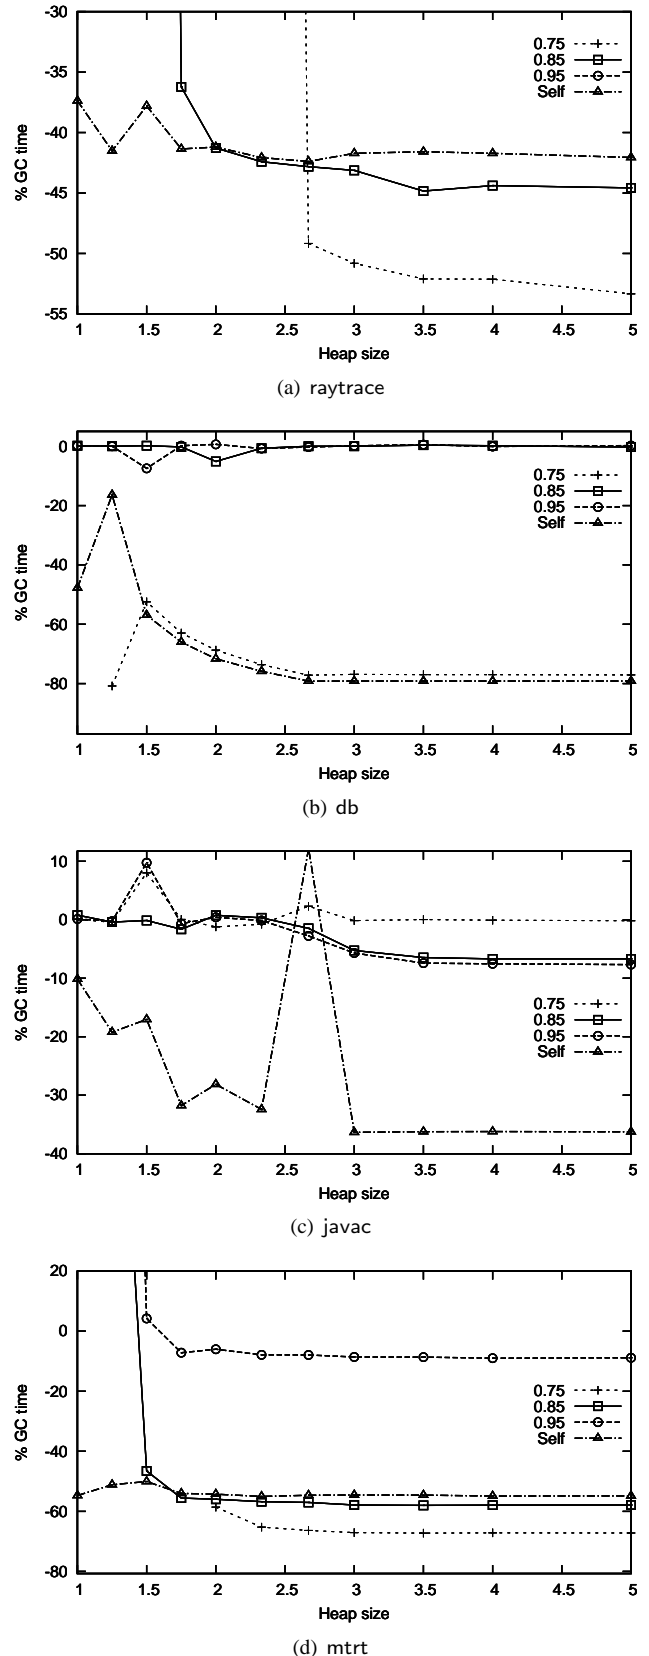 -30
-35
-40
-45
-50
-55
% GC time
0.75
0.85
0.95
Self
1 1.5 2 2.5 3 3.5 4 4.5 5
Heap size
(a) raytrace
0
-20
-40
-60
-80
% GC time
0.75
0.85
0.95
Self
1 1.5 2 2.5 3 3.5 4 4.5 5
Heap size
(b) db
10
0
-10
-20
-30
-40
% GC time
0.75
0.85
0.95
Self
1 1.5 2 2.5 3 3.5 4 4.5 5
Heap size
(c) javac
20
0
-20
-40
-60
-80
% GC time
0.75
0.85
0.95
Self
1 1.5 2 2.5 3 3.5 4 4.5 5
Heap size
(d) mtrt